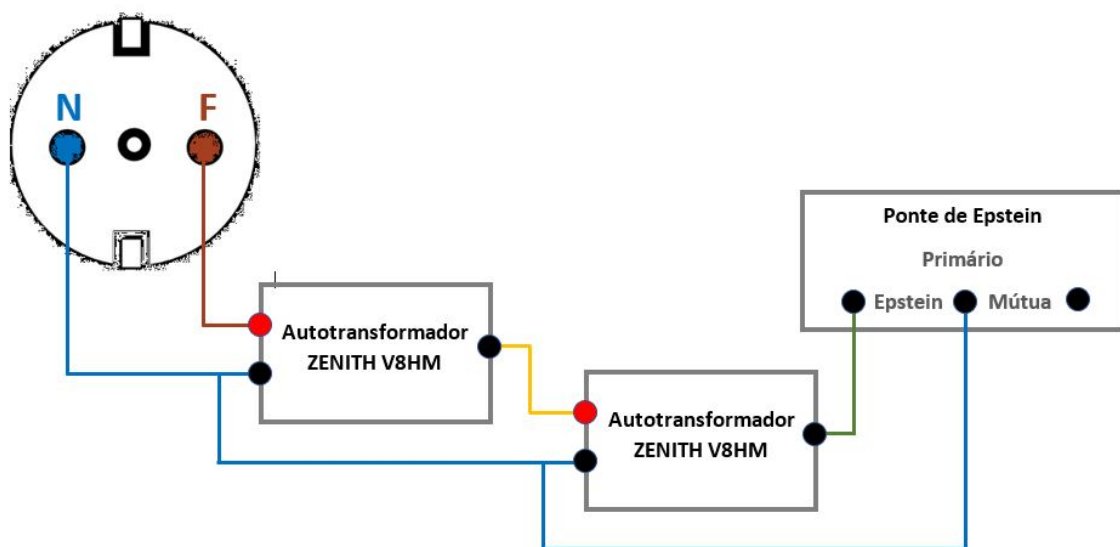 N F
Ponte de Epstein
Primário
Epstein Mútua
Autotransformador
ZENITH V8HM
Autotransformador
ZENITH V8HM